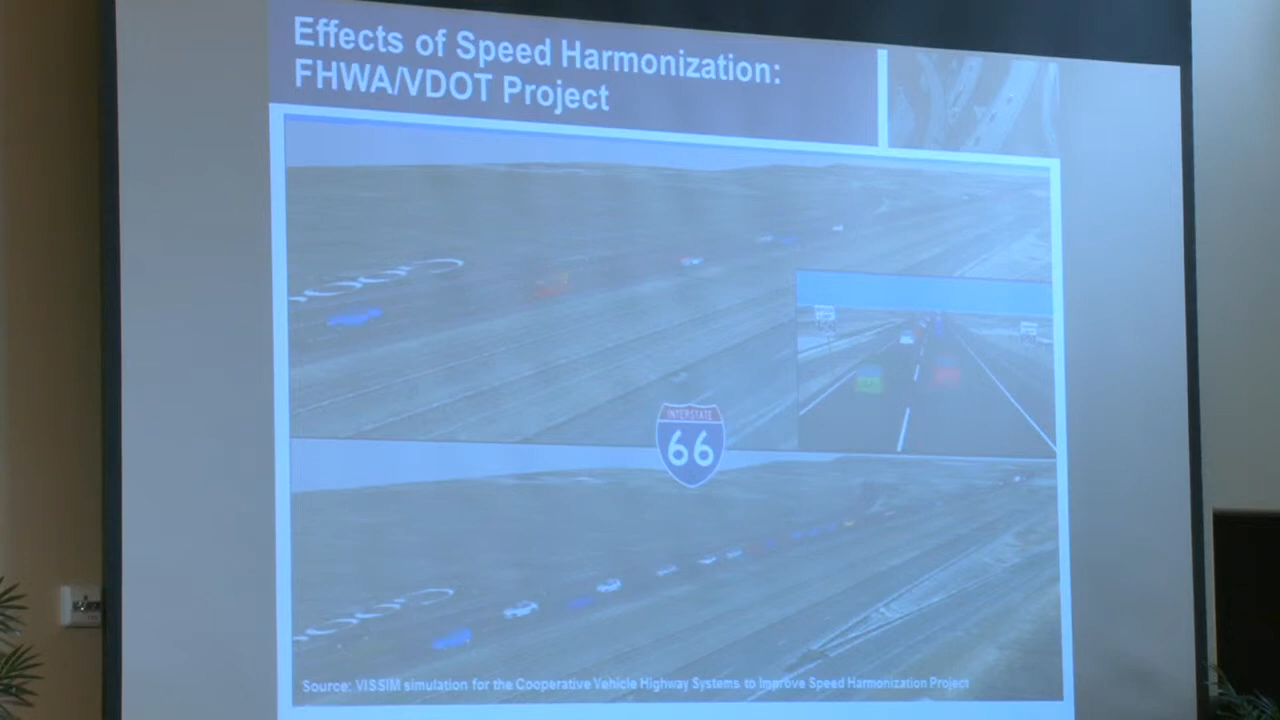 Effects of Speed Harmonization:
FHWA/VDOT Project
INTERSTATE
66
Source: VISSIM simulation for the Cooperative Vehicle Highway Systems to Improve Speed Harmonization Project